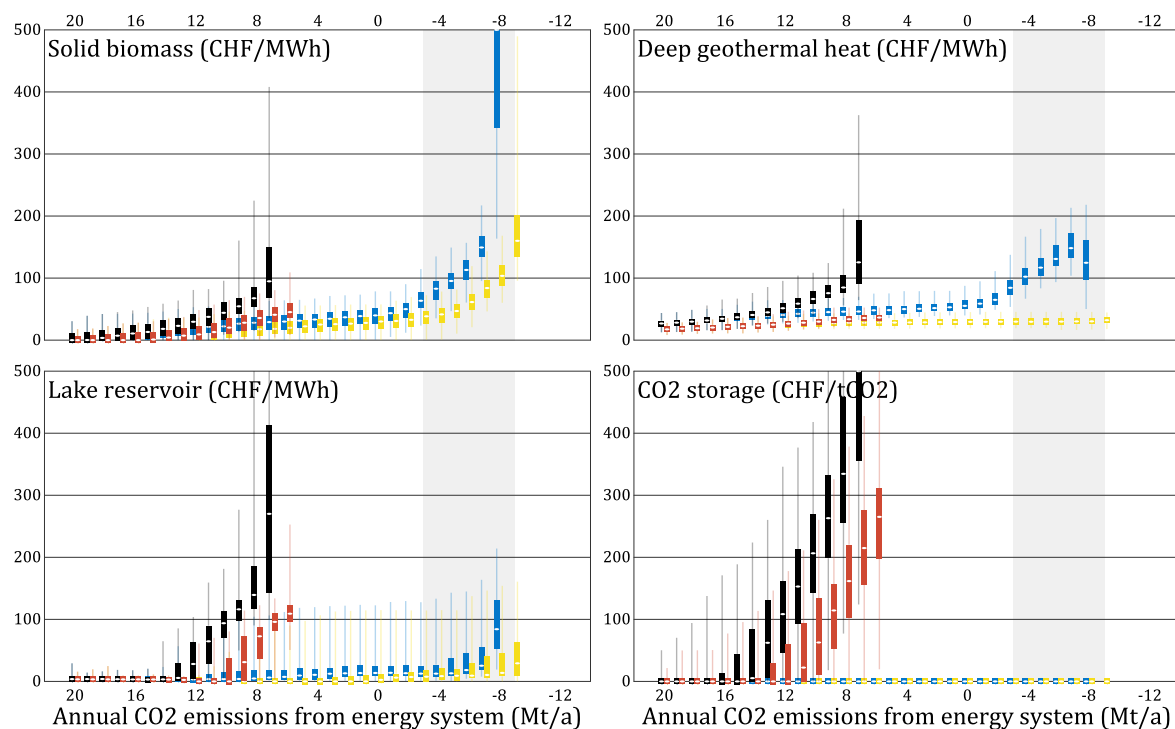 20 16 12 8 4 0 -4 -8 -12
20 16 12 8 4 0 -4 -8 -12
500
Solid biomass (CHF/MWh)
400
300
200
100
0
500
Deep geothermal heat (CHF/MWh)
400
300
200
100
0
500
Lake reservoir (CHF/MWh)
400
300
200
100
0
20 16 12 8 4 0 -4 -8 -12
Annual CO2 emissions from energy system (Mt/a)
500
CO2 storage (CHF/tCO2)
400
300
200
100
0
20 16 12 8 4 0 -4 -8 -12
Annual CO2 emissions from energy system (Mt/a)